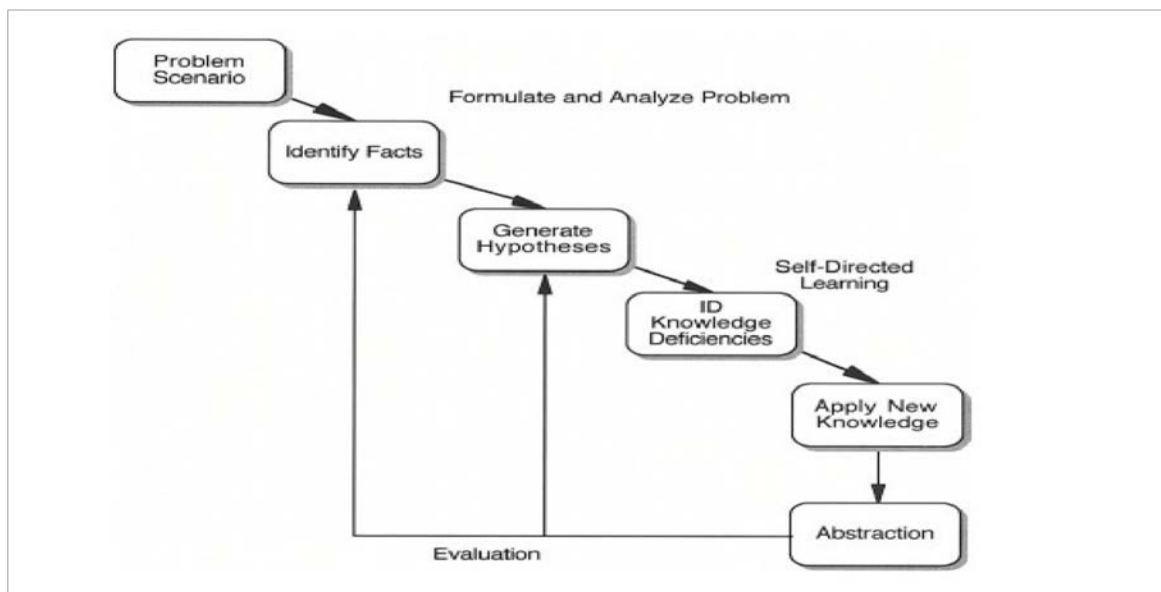 Problem
Scenario
Formulate and Analyze Problem
Identify Facts
Generate
Hypotheses
Self-Directed
Learning
ID
Knowledge
Deficiencies
Apply New
Knowledge
Abstraction
Evaluation